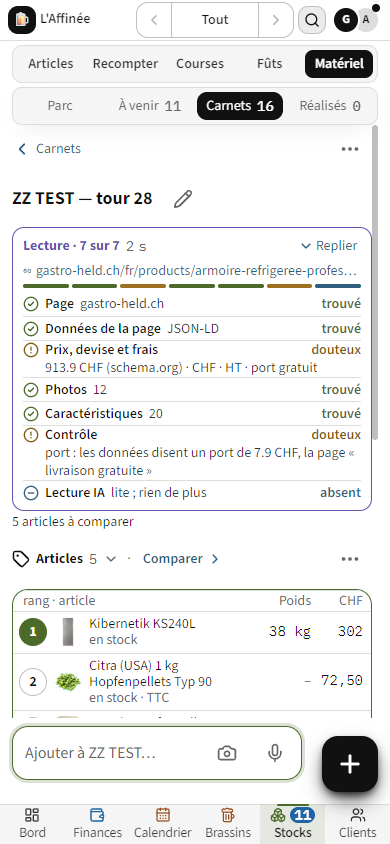 L'Affinée
Tout
G
A
Articles
Recompter
Courses
Fûts
Matériel
Parc
À venir 11
Carnets 16
Réalisés 0
Carnets
ZZ TEST — tour 28
Lecture · 7 sur 7 2 s
Replier
gastro-held.ch/fr/products/armoire-refrigeree-profes…
Page gastro-held.ch trouvé
Données de la page JSON-LD trouvé
Prix, devise et frais douteux
913.9 CHF (schema.org) · CHF · HT · port gratuit
Photos 12 trouvé
Caractéristiques 20 trouvé
Contrôle douteux
port : les données disent un port de 7.9 CHF, la page «
livraison gratuite »
Lecture IA lite ; rien de plus absent
5 articles à comparer
Articles 5 · Comparer
rang · article Poids CHF
1 Kibernetik KS240L 38 kg 302
en stock
Citra (USA) 1 kg
2 Hopfenpellets Typ 90 – 72,50
en stock · TTC
Ajouter à ZZ TEST…
11
Bord
Finances
Calendrier
Brassins
Stocks
Clients